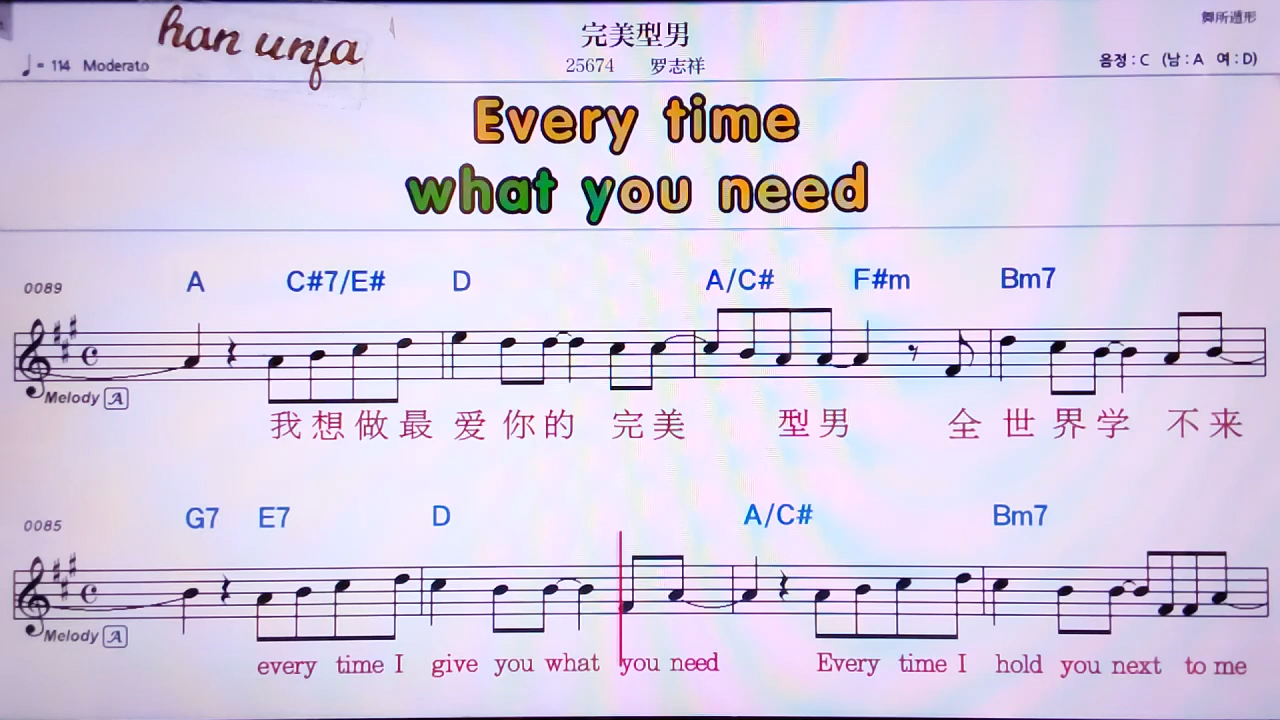 han unfa
完美型男
舞所遁形
♩= 114 Moderato
25674 罗志祥
음정 : C (남 : A 여 : D)
Every time
what you need
0089
A C#7/E# D A/C# F#m Bm7
Melody A
我想做最爱你的完美型男全世界学不来
0085
G7 E7 D A/C# Bm7
Melody A
every time I give you what you need Every time I hold you next to me